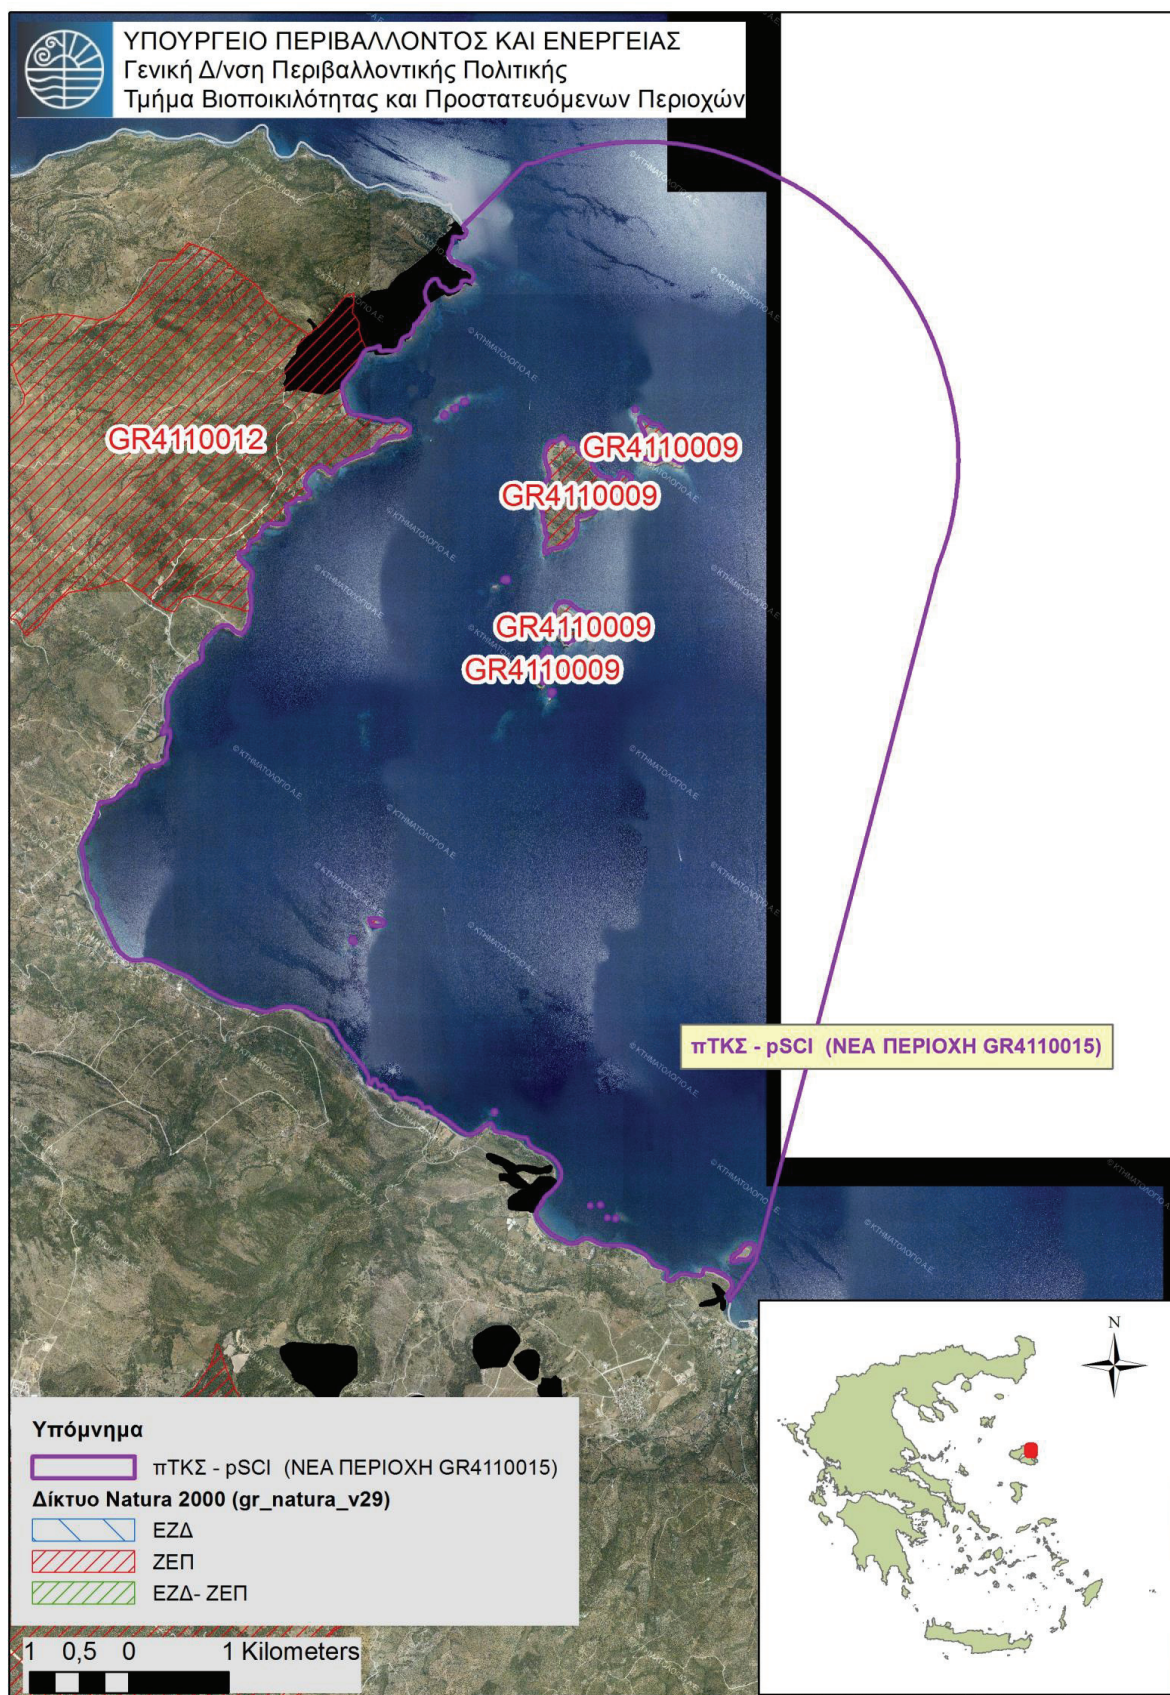 ΥΠΟΥΡΓΕΙΟ ΠΕΡΙΒΑΛΛΟΝΤΟΣ ΚΑΙ ΕΝΕΡΓΕΙΑΣ
Γενική Δ/νση Περιβαλλοντικής Πολιτικής
Τμήμα Βιοποικιλότητας και Προστατευόμενων Περιοχών
GR4110012
GR4110009
GR4110009
GR4110009
GR4110009
© ΚΤΗΜΑΤΟΛΟΓΙΟ Α.Ε.
πΤΚΣ - pSCI (ΝΕΑ ΠΕΡΙΟΧΗ GR4110015)
N
Υπόμνημα
πΤΚΣ - pSCI (ΝΕΑ ΠΕΡΙΟΧΗ GR4110015)
Δίκτυο Natura 2000 (gr_natura_v29)
ΕΖΔ
ΖΕΠ
ΕΖΔ- ΖΕΠ
1 0,5 0 1 Kilometers